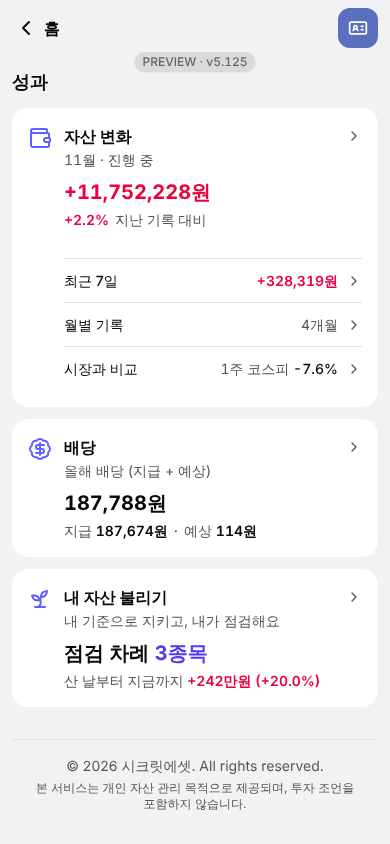 홈
PREVIEW · v5.125
성과
자산 변화
11월 · 진행 중
+11,752,228원
+2.2% 지난 기록 대비
최근 7일 +328,319원
월별 기록 4개월
시장과 비교 1주 코스피 -7.6%
배당
올해 배당 (지급 + 예상)
187,788원
지급 187,674원 · 예상 114원
내 자산 불리기
내 기준으로 지키고, 내가 점검해요
점검 차례 3종목
산 날부터 지금까지 +242만원 (+20.0%)
© 2026 시크릿에셋. All rights reserved.
본 서비스는 개인 자산 관리 목적으로 제공되며, 투자 조언을
포함하지 않습니다.